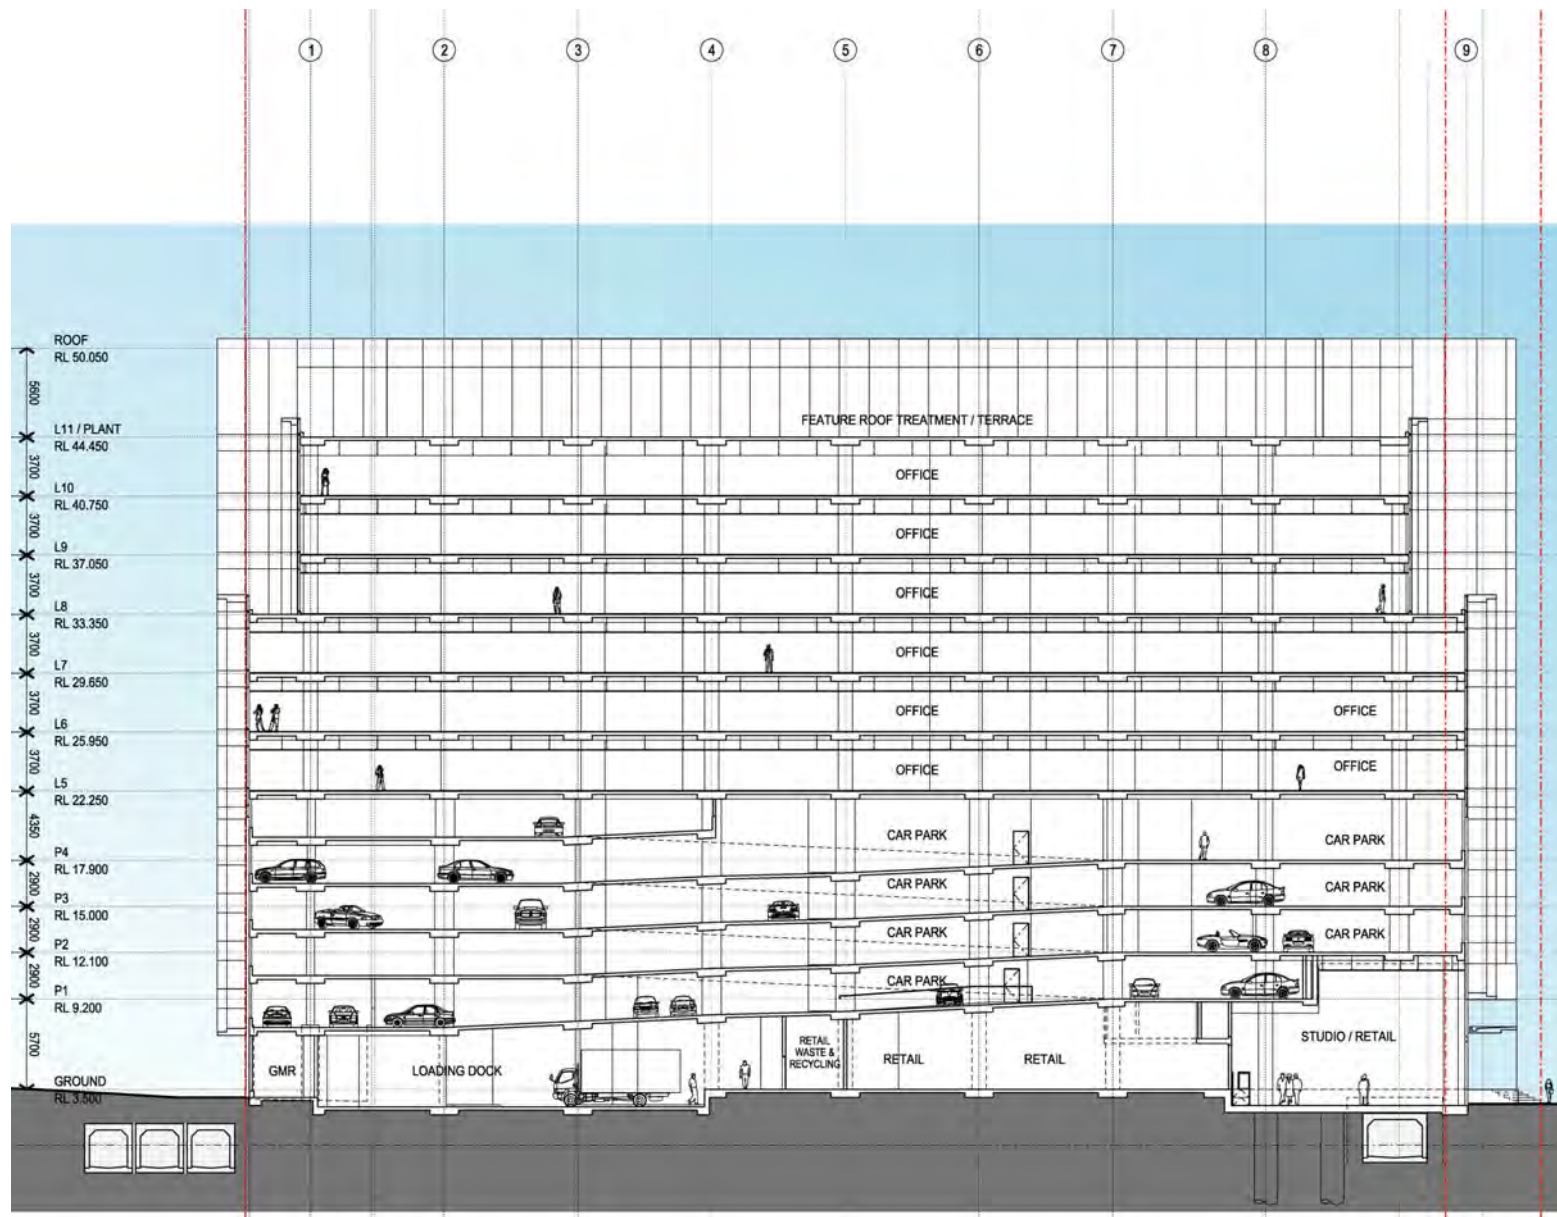 1 2 3 4 5 6 7 8 9
ROOF
RL 50.050
5600
FEATURE ROOF TREATMENT / TERRACE
L11 / PLANT
RL 44.450
3700
OFFICE
L10
RL 40.750
3700
OFFICE
L9
RL 37.050
3700
OFFICE
L8
RL 33.350
3700
OFFICE
L7
RL 29.650
3700
OFFICE
OFFICE
L6
RL 25.950
3700
OFFICE
OFFICE
L5
RL 22.250
4350
CAR PARK
CAR PARK
P4
RL 17.900
2900
CAR PARK
CAR PARK
P3
RL 15.000
2900
CAR PARK
CAR PARK
P2
RL 12.100
2900
CAR PARK
P1
RL 9.200
5700
GMR
LOADING DOCK
RETAIL
WASTE &
RECYCLING
RETAIL
RETAIL
STUDIO / RETAIL
GROUND
RL 3.500